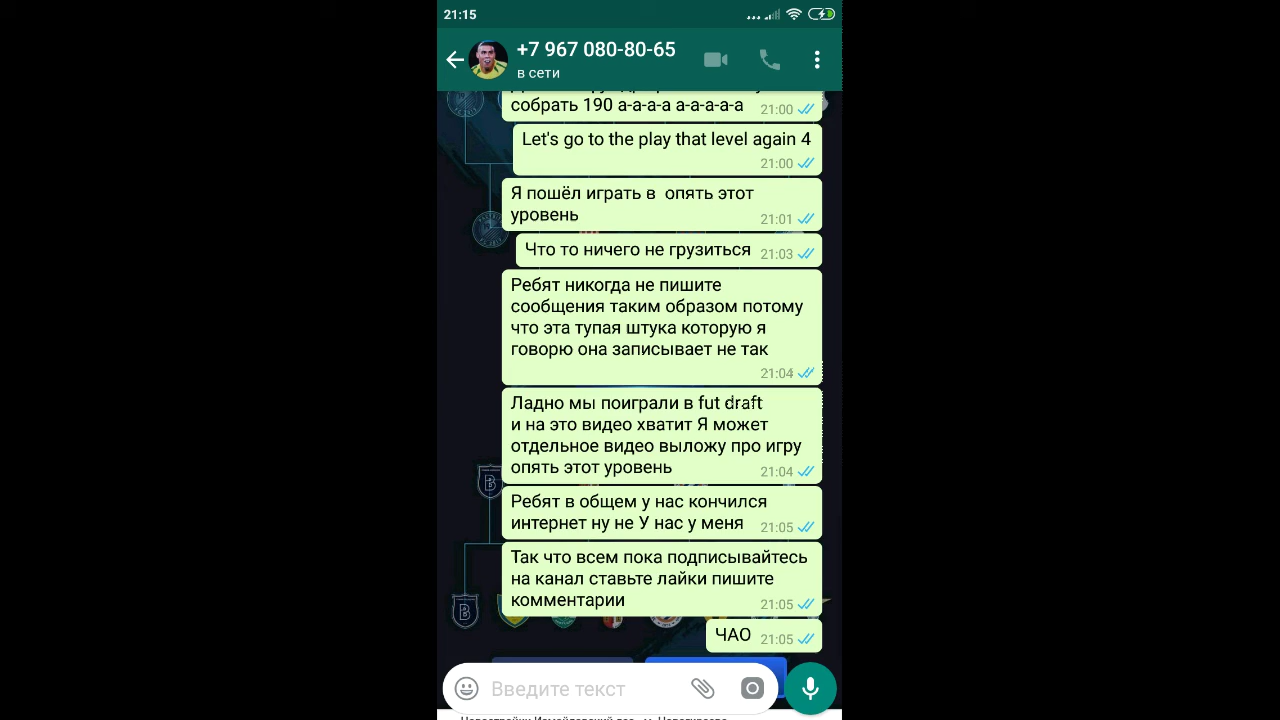 21:15
+7 967 080-80-65
в сети
собрать 190 а-а-а-а а-а-а-а-а
21:00
Let's go to the play that level again 4
21:00
Я пошёл играть в опять этот
уровень
21:01
Что то ничего не грузиться
21:03
Ребят никогда не пишите
сообщения таким образом потому
что эта тупая штука которую я
говорю она записывает не так
21:04
Ладно мы поиграли в fut draft
и на это видео хватит Я может
отдельное видео выложу про игру
опять этот уровень
21:04
Ребят в общем у нас кончился
интернет ну не У нас у меня
21:05
Так что всем пока подписывайтесь
на канал ставьте лайки пишите
комментарии
21:05
ЧАО
21:05
Введите текст